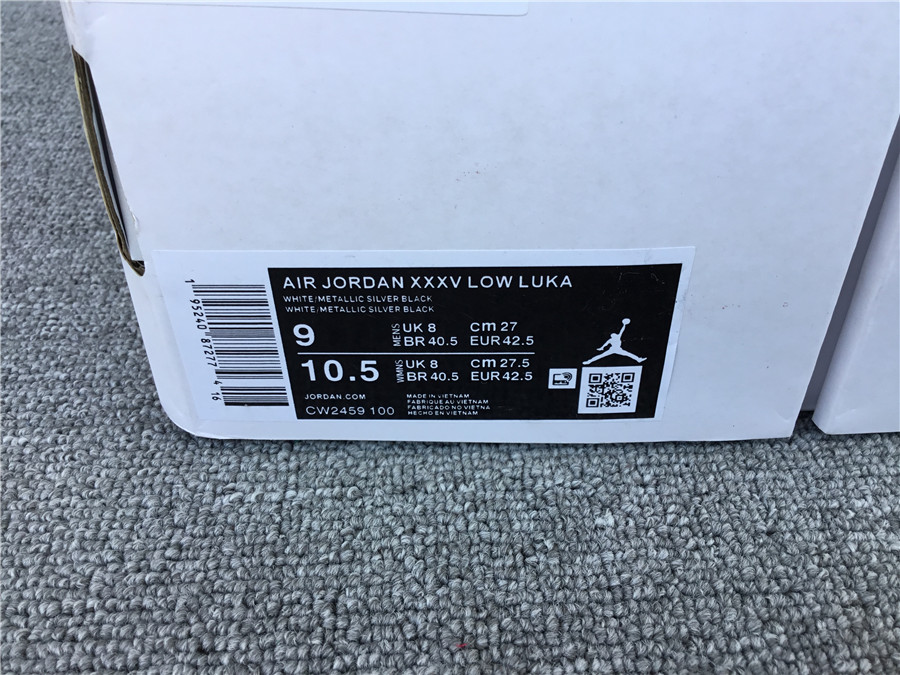 AIR JORDAN XXXV LOW LUKA
WHITE/METALLIC SILVER BLACK
WHITE/METALLIC SILVER BLACK
9 MENS UK 8 cm 27
BR 40.5 EUR 42.5
10.5 WMNS UK 8 cm 27.5
BR 40.5 EUR 42.5
JORDAN.COM
CW2459 100
MADE IN VIETNAM
FABRIQUE AU VIETNAM
FABRICADO NO VIETNA
HECHO EN VIETNAM
1 95240 87277 4 16